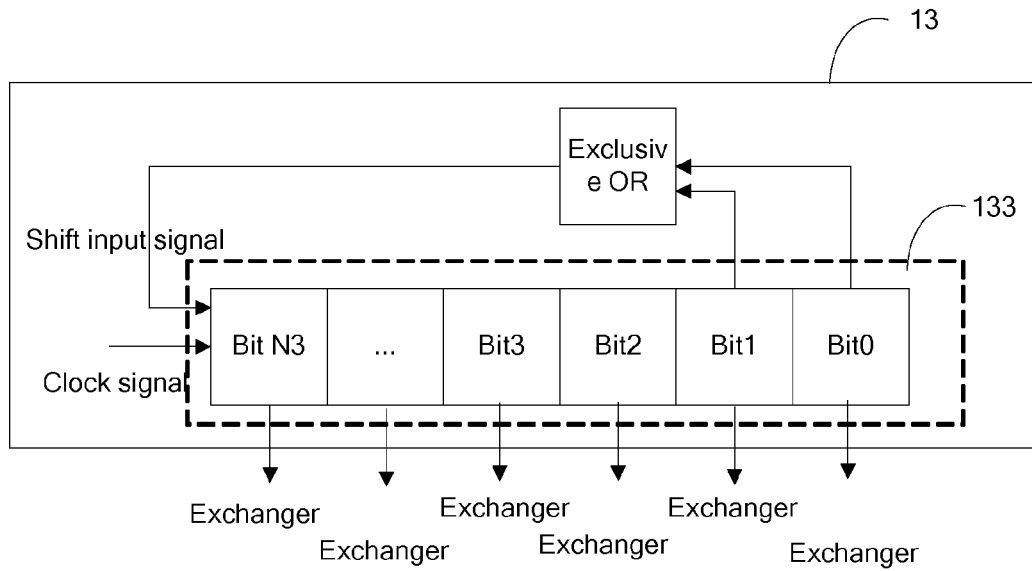 13
Exclusiv
e OR
133
Shift input signal
Bit N3
...
Bit3
Bit2
Bit1
Bit0
Clock signal
Exchanger
Exchanger
Exchanger
Exchanger
Exchanger
Exchanger